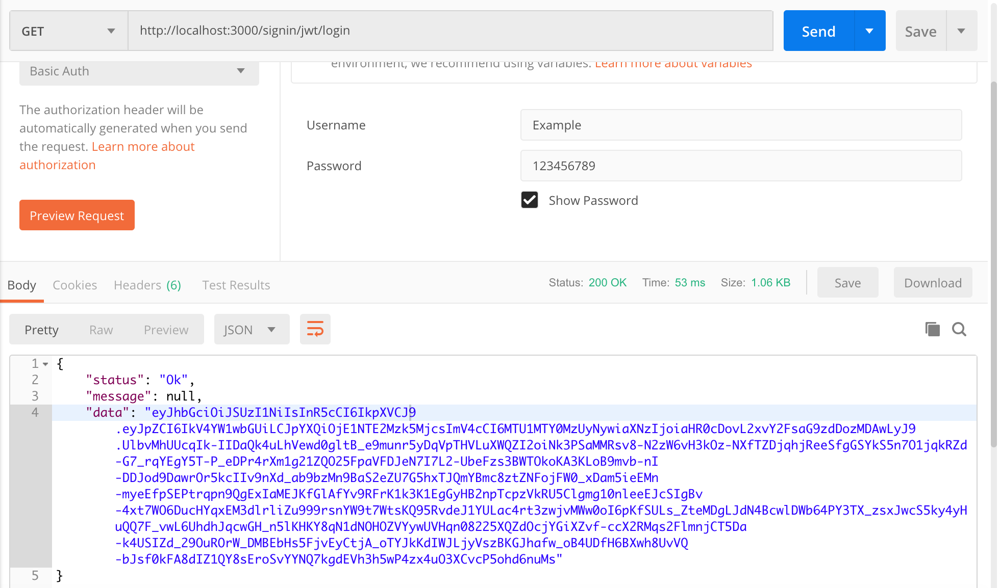 GET http://localhost:3000/signin/jwt/login Send Save
Basic Auth
environment, we recommend using variables. Learn more about variables
The authorization header will be
automatically generated when you send
the request. Learn more about
authorization
Preview Request
Username Example
Password 123456789
Show Password
Body Cookies Headers (6) Test Results Status: 200 OK Time: 53 ms Size: 1.06 KB Save Download
Pretty Raw Preview JSON
1 {
2 "status": "Ok",
3 "message": null,
4 "data": "eyJhbGciOiJSUzI1NiIsInR5cCI6IkpXVCJ9
.eyJpZCI6IkV4YW1wbGUiLCJpYXQiOjE1NTE2Mzk5MjcsImV4cCI6MTU1MTY0MzUyNywiaXNzIjoiaHR0cDovL2xvY2FsaG9zdDozMDAwLyJ9
.UlbvMhUUcqIk-IIDaQk4uLhVewd0gltB_e9munr5yDqVpTHVLuXWQZI2oiNk3PSaMMRsv8-N2zW6vH3kOz-NXfTZDjqhjReeSfgGSYkS5n7O1jqkRZd
-G7_rqYEgY5T-P_eDPr4rXm1g21ZQO25FpaVFDJeN7I7L2-UbeFzs3BWTOkoKA3KLoB9mvb-nI
-DDJod9DawrOr5kcIIv9nXd_ab9bzMn9BaS2eZU7G5hxTJQmYBmc8ztZNFojFW0_xDam5ieEMn
-myeEfpSEPtrqpn9QgExIaMEJKfGlAfYv9RFrK1k3K1EgGyHB2npTcpzVkRU5Clgmg10nleeEJcSIgBv
-4xt7WO6DucHYqxEM3dlrliZu999rsnYW9t7WtsKQ95RvdeJ1YULac4rt3zwjvMWw0oI6pKfSULs_ZteMDgLJdN4BcwlDWb64PY3TX_zsxJwcS5ky4yH
uQQ7F_vwL6UhdhJqcwGH_n5lKHKY8qN1dNOHOZVYywUVHqn08225XQZdOcjYGiXZvf-ccX2RMqs2FlmnjCT5Da
-k4USIZd_29OuROrW_DMBEbHs5FjvEyCtjA_oTYJkKdIWJLjyVszBKGJhafw_oB4UDfH6BXwh8UvVQ
-bJsf0kFA8dIZ1QY8sEroSvYYNQ7kgdEVh3h5wP4zx4uO3XCvcP5ohd6nuMs"
5 }